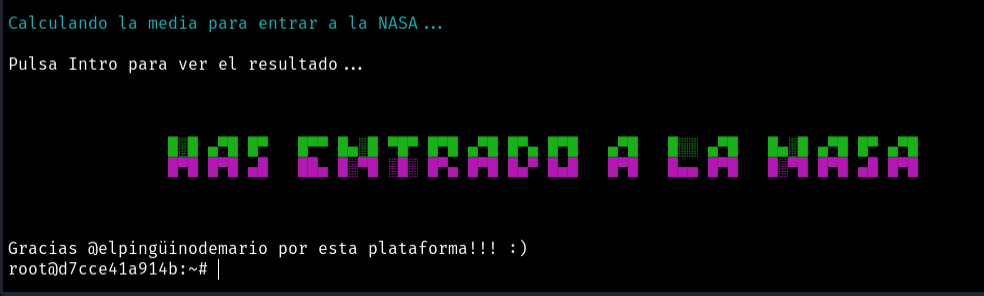 Calculando la media para entrar a la NASA...
Pulsa Intro para ver el resultado...
HAS ENTRADO A LA NASA
Gracias @elpingüinodemario por esta plataforma!!! :)
root@d7cce41a914b:~#